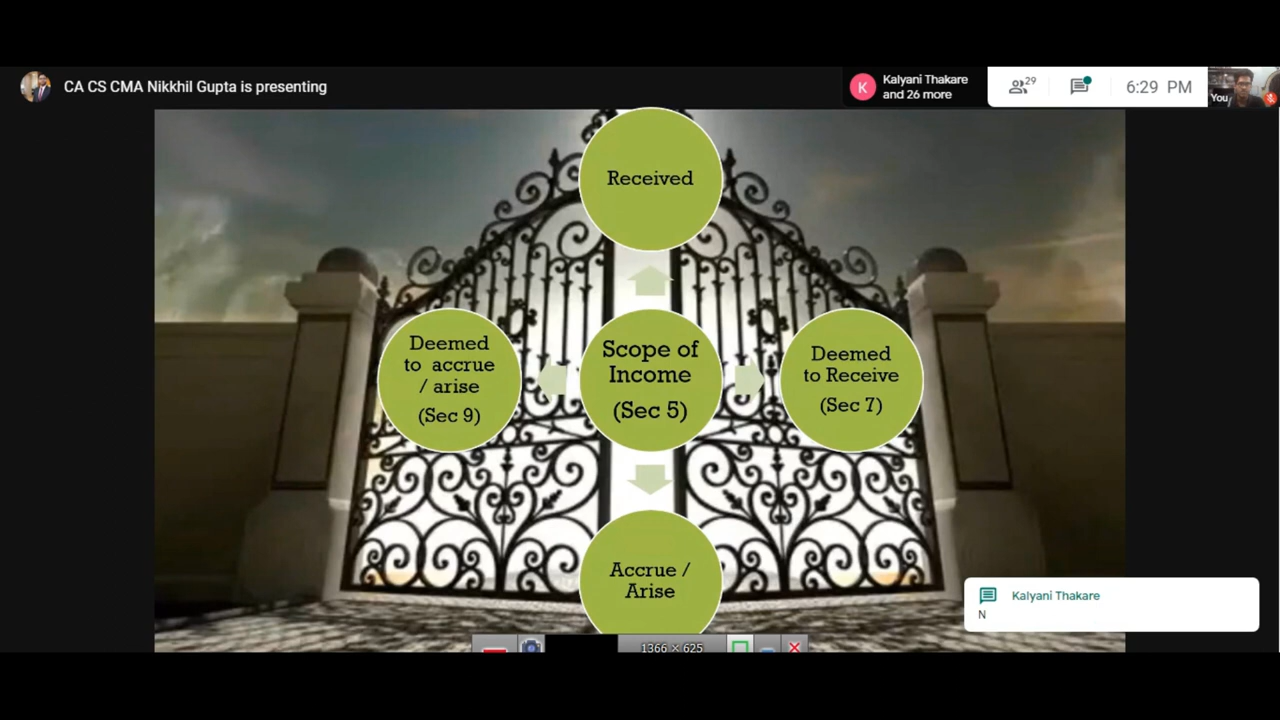 CA CS CMA Nikkhil Gupta is presenting
K
Kalyani Thakare
and 26 more
29
6:29 PM
You
Received
Deemed
to accrue
/ arise
(Sec 9)
Scope of
Income
(Sec 5)
Deemed
to Receive
(Sec 7)
Accrue /
Arise
Kalyani Thakare
N
1366 × 625